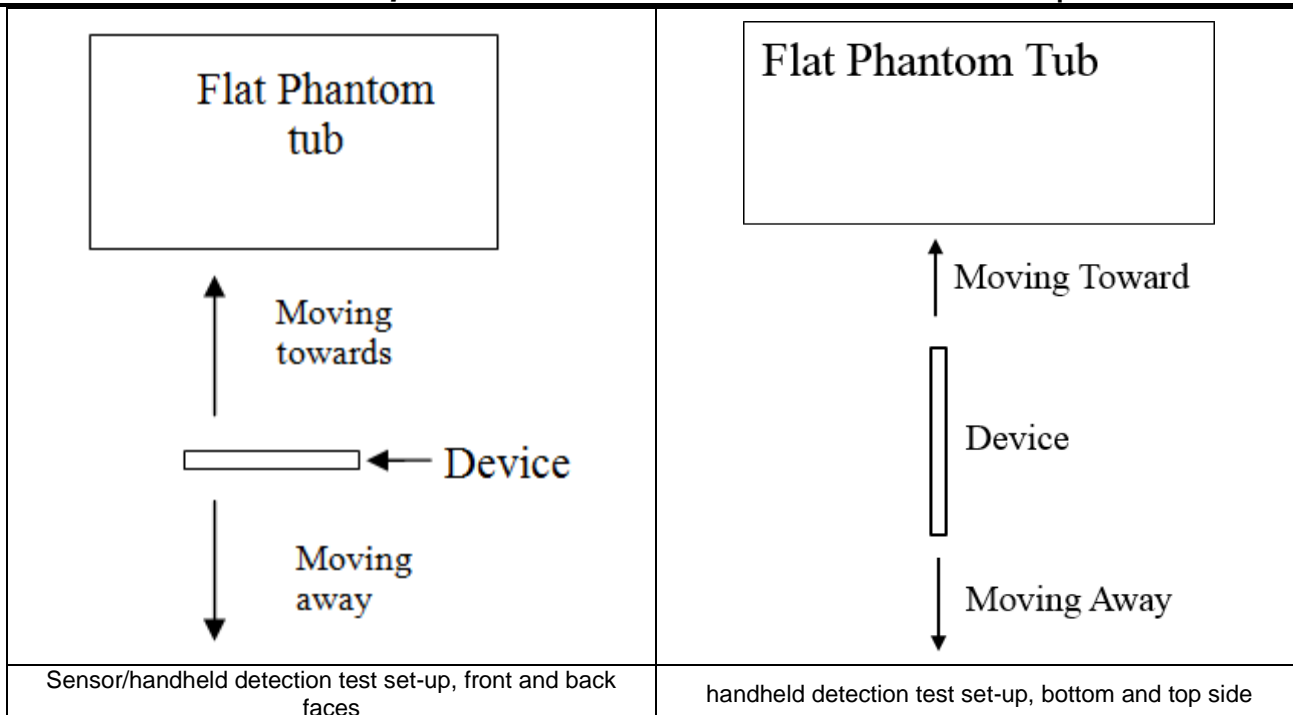 Flat Phantom
tub
Moving
towards
Device
Moving
away
Sensor/handheld detection test set-up, front and back
faces
Flat Phantom Tub
Moving Toward
Device
Moving Away
handheld detection test set-up, bottom and top side